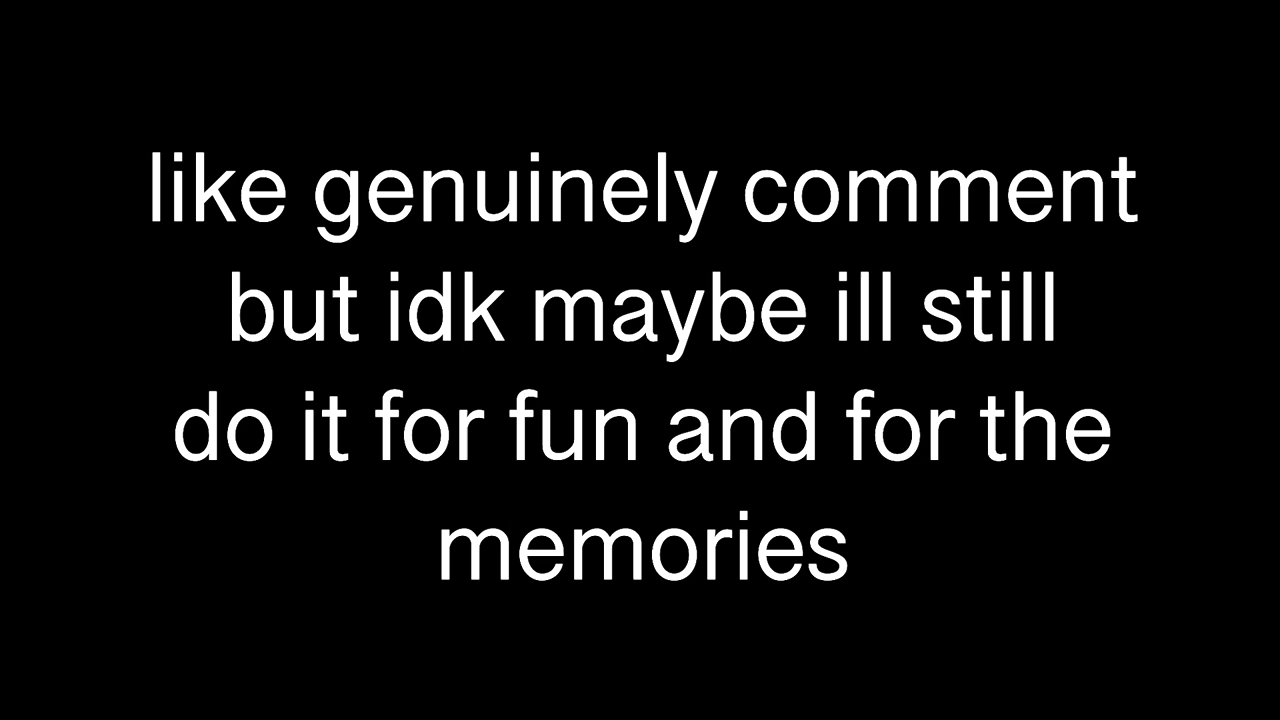 like genuinely comment
but idk maybe ill still
do it for fun and for the
memories